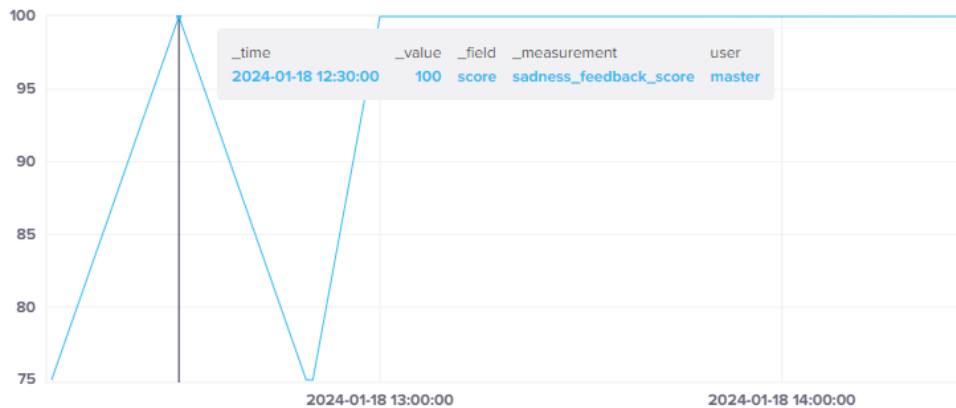 100
_time _value _field _measurement user
2024-01-18 12:30:00 100 score sadness_feedback_score master
95
90
85
80
75
2024-01-18 13:00:00 2024-01-18 14:00:00